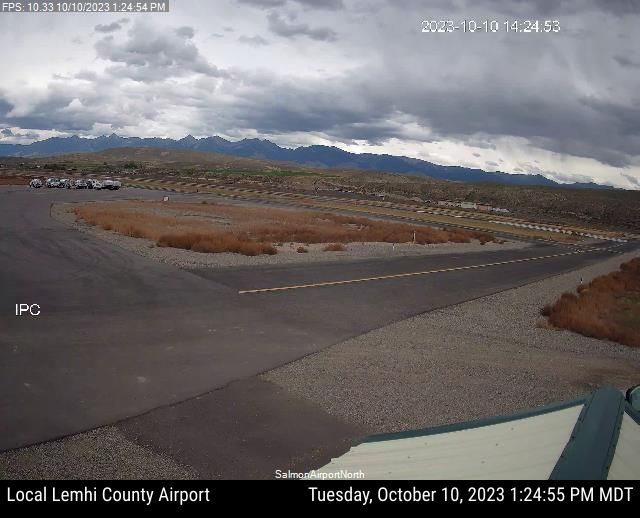 FPS: 10.33 10/10/2023 1:24:54 PM
2023-10-10 14:24:53
IPC
SalmonAirportNorth
Local Lemhi County Airport Tuesday, October 10, 2023 1:24:55 PM MDT